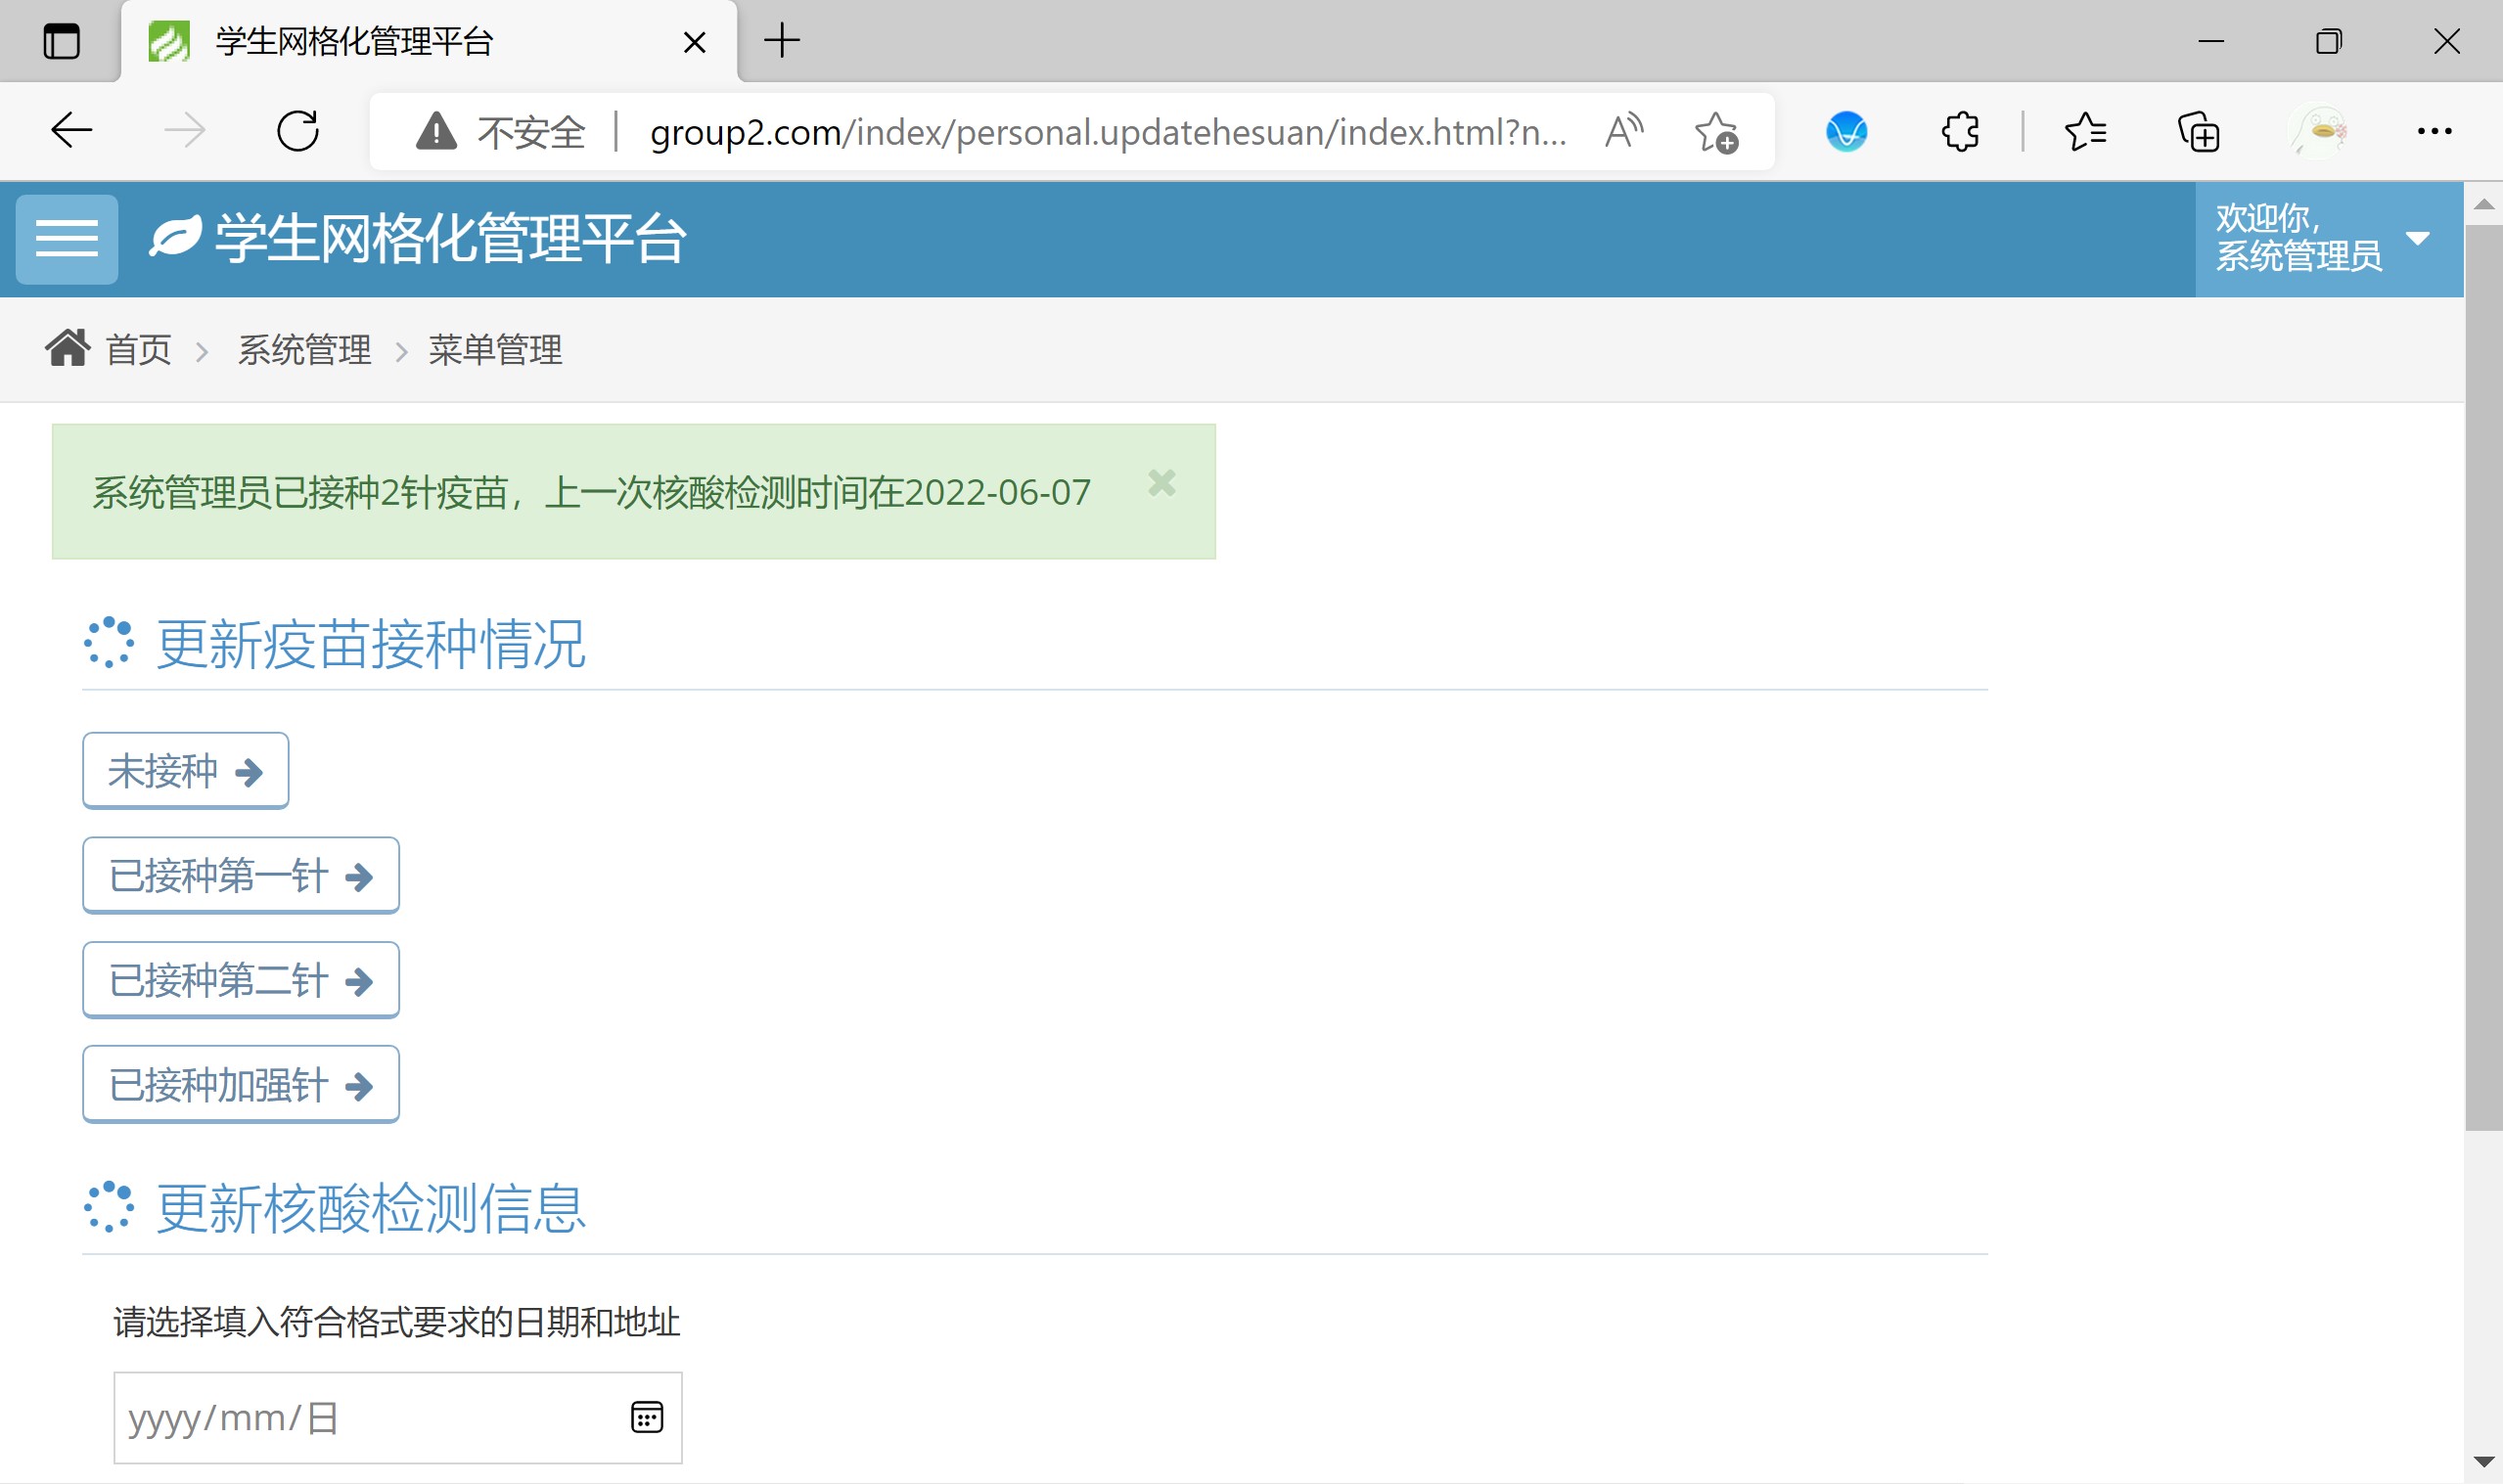 学生网格化管理平台
不安全
group2.com/index/personal.updatehesuan/index.html?n...
学生网格化管理平台
欢迎你,
系统管理员
首页 > 系统管理 > 菜单管理
系统管理员已接种2针疫苗，上一次核酸检测时间在2022-06-07
更新疫苗接种情况
未接种
已接种第一针
已接种第二针
已接种加强针
更新核酸检测信息
请选择填入符合格式要求的日期和地址
yyyy/mm/日